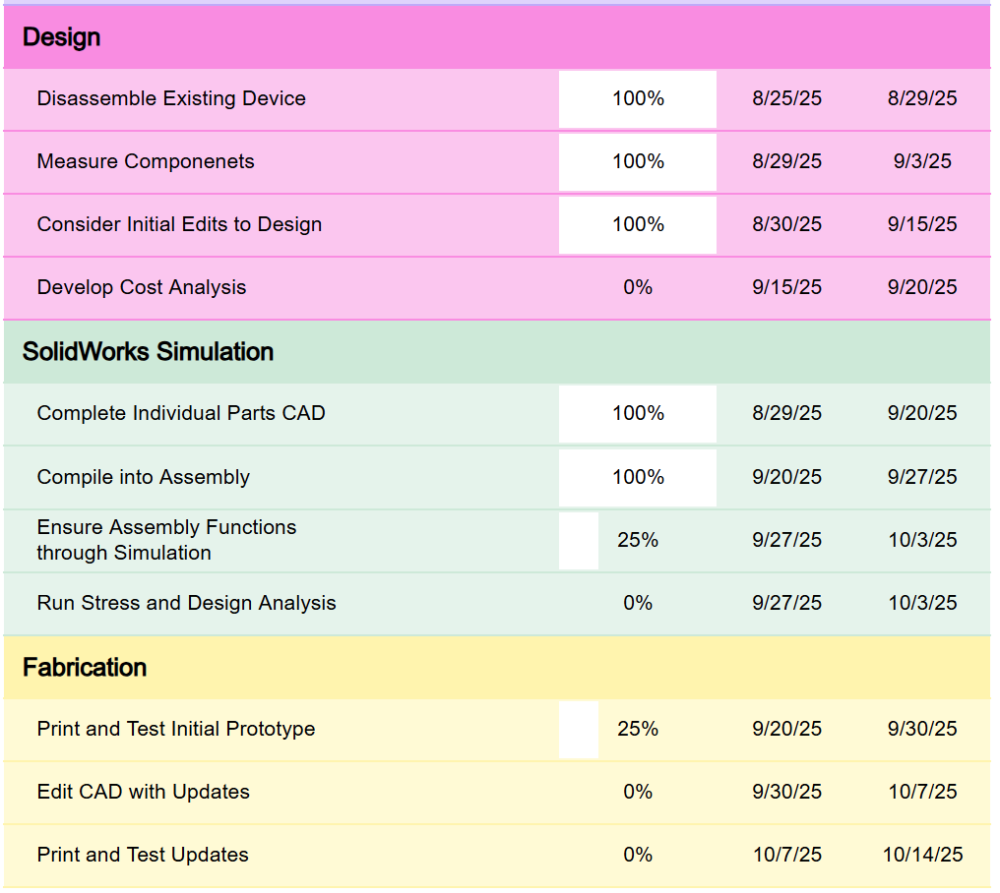 Design
Disassemble Existing Device 100% 8/25/25 8/29/25
Measure Componenets 100% 8/29/25 9/3/25
Consider Initial Edits to Design 100% 8/30/25 9/15/25
Develop Cost Analysis 0% 9/15/25 9/20/25
SolidWorks Simulation
Complete Individual Parts CAD 100% 8/29/25 9/20/25
Compile into Assembly 100% 9/20/25 9/27/25
Ensure Assembly Functions
through Simulation 25% 9/27/25 10/3/25
Run Stress and Design Analysis 0% 9/27/25 10/3/25
Fabrication
Print and Test Initial Prototype 25% 9/20/25 9/30/25
Edit CAD with Updates 0% 9/30/25 10/7/25
Print and Test Updates 0% 10/7/25 10/14/25